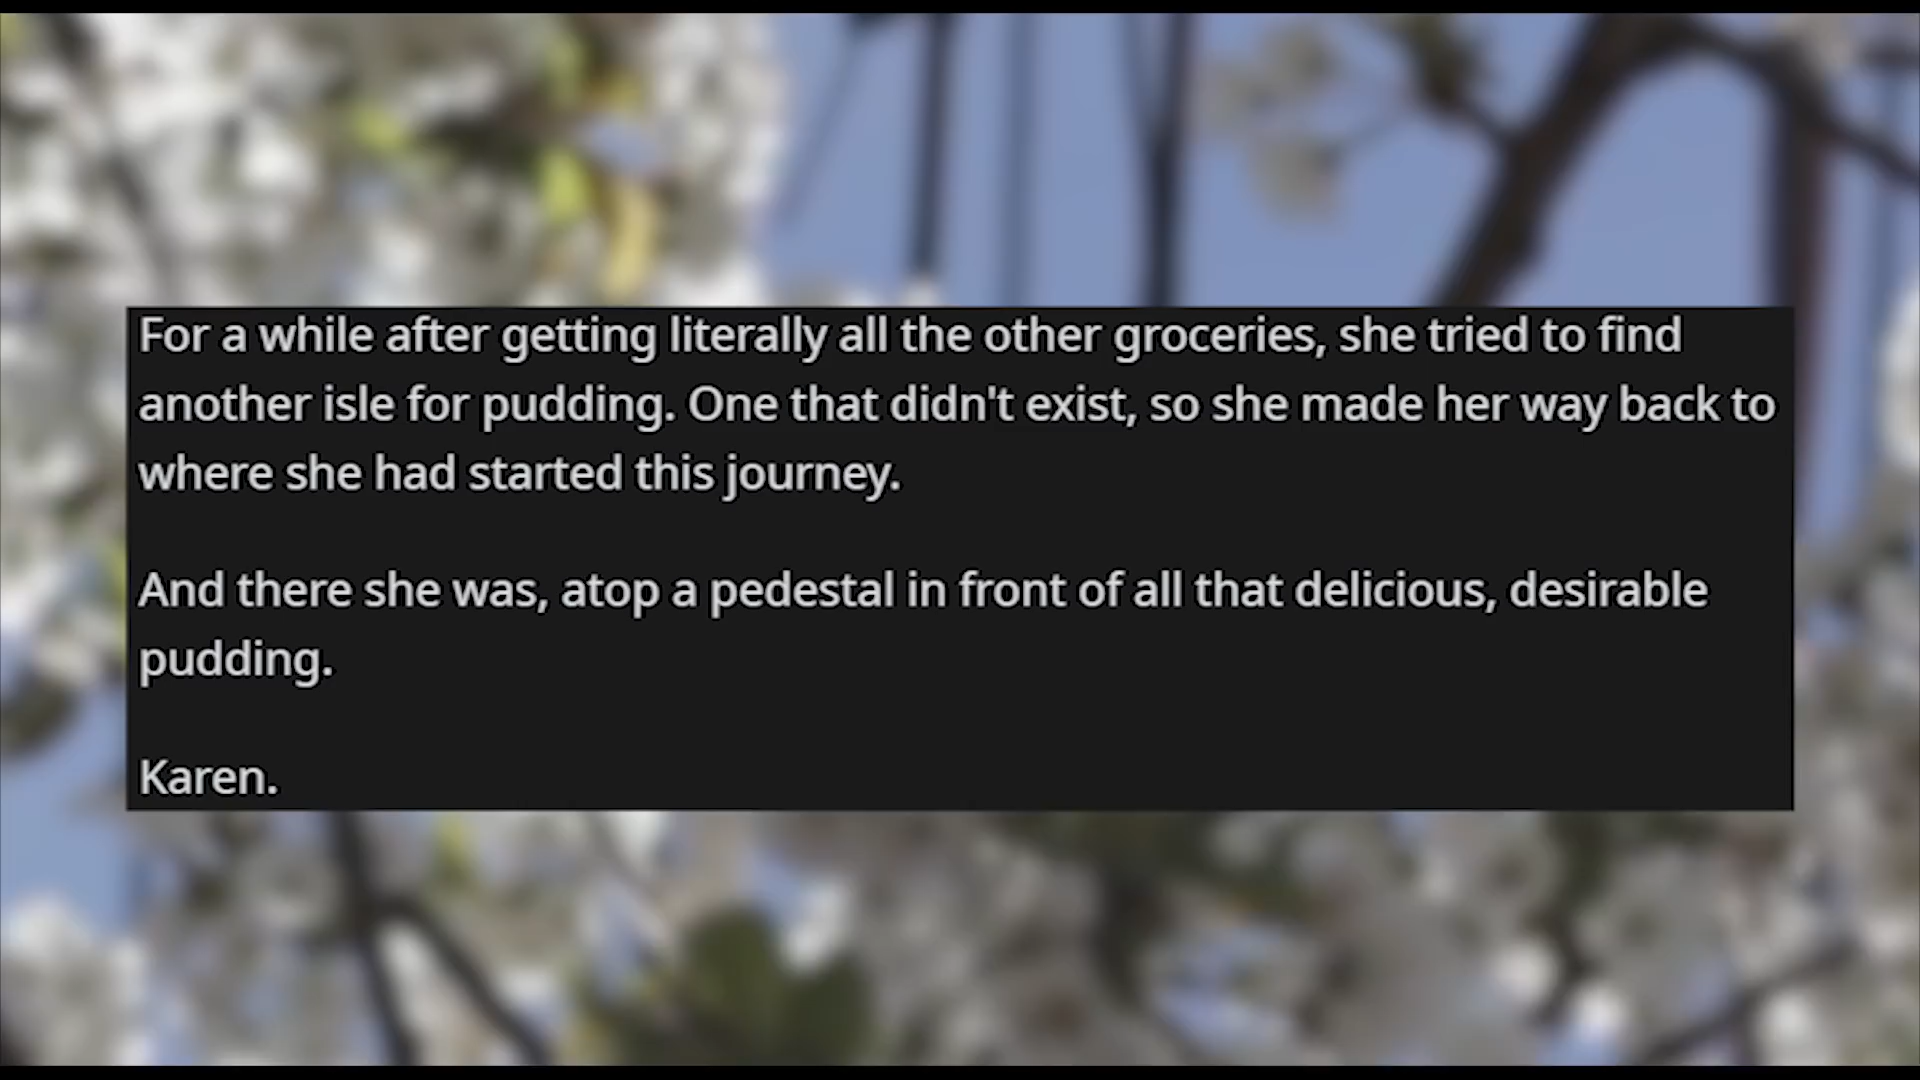 For a while after getting literally all the other groceries, she tried to find
another isle for pudding. One that didn't exist, so she made her way back to
where she had started this journey.
And there she was, atop a pedestal in front of all that delicious, desirable
pudding.
Karen.